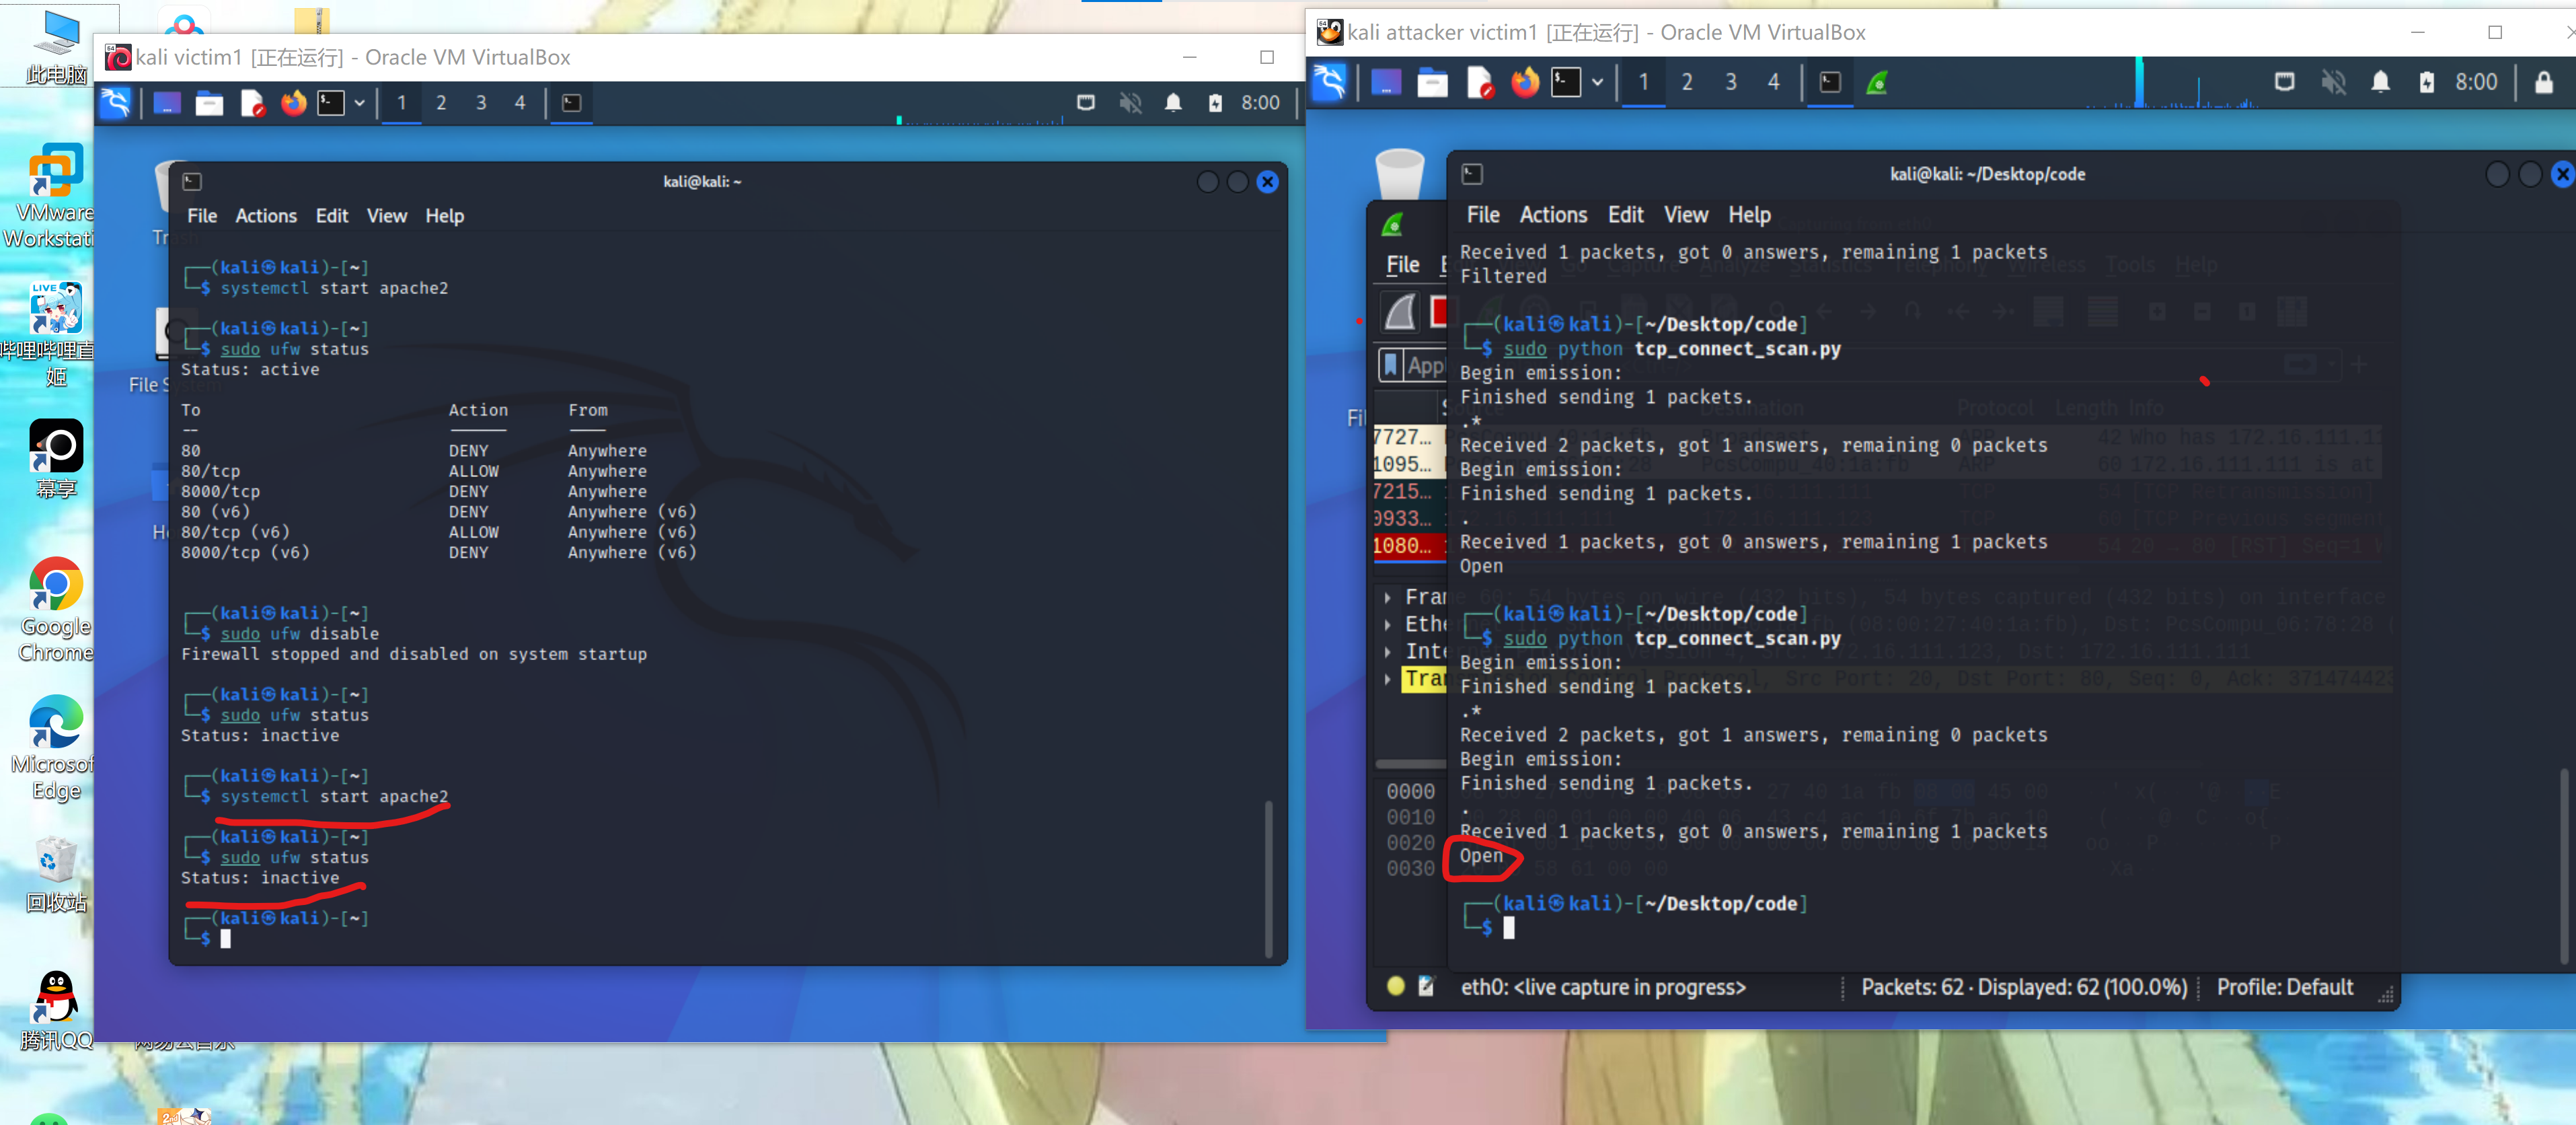 此电脑
VMware
Workstati
哔哩哔哩直
姬
幕享
Google
Chrome
Microsof
Edge
回收站
腾讯QQ
kali victim1 [正在运行] - Oracle VM VirtualBox
1 2 3 4
8:00
kali@kali: ~
File Actions Edit View Help
┌──(kali㉿kali)-[~]
└─$ systemctl start apache2
┌──(kali㉿kali)-[~]
└─$ sudo ufw status
Status: active
To Action From
-- ------ ----
80 DENY Anywhere
80/tcp ALLOW Anywhere
8000/tcp DENY Anywhere
80 (v6) DENY Anywhere (v6)
80/tcp (v6) ALLOW Anywhere (v6)
8000/tcp (v6) DENY Anywhere (v6)
┌──(kali㉿kali)-[~]
└─$ sudo ufw disable
Firewall stopped and disabled on system startup
┌──(kali㉿kali)-[~]
└─$ sudo ufw status
Status: inactive
┌──(kali㉿kali)-[~]
└─$ systemctl start apache2
┌──(kali㉿kali)-[~]
└─$ sudo ufw status
Status: inactive
┌──(kali㉿kali)-[~]
└─$
kali attacker victim1 [正在运行] - Oracle VM VirtualBox
1 2 3 4
8:00
kali@kali: ~/Desktop/code
File Actions Edit View Help
Received 1 packets, got 0 answers, remaining 1 packets
Filtered
┌──(kali㉿kali)-[~/Desktop/code]
└─$ sudo python tcp_connect_scan.py
Begin emission:
Finished sending 1 packets.
.*
Received 2 packets, got 1 answers, remaining 0 packets
Begin emission:
Finished sending 1 packets.
.
Received 1 packets, got 0 answers, remaining 1 packets
Open
┌──(kali㉿kali)-[~/Desktop/code]
└─$ sudo python tcp_connect_scan.py
Begin emission:
Finished sending 1 packets.
.*
Received 2 packets, got 1 answers, remaining 0 packets
Begin emission:
Finished sending 1 packets.
.
Received 1 packets, got 0 answers, remaining 1 packets
Open
┌──(kali㉿kali)-[~/Desktop/code]
└─$
File
Appl
7727...
1095...
7215...
0933...
1080...
0000
0010
0020
0030
eth0: <live capture in progress>
Packets: 62 · Displayed: 62 (100.0%)
Profile: Default